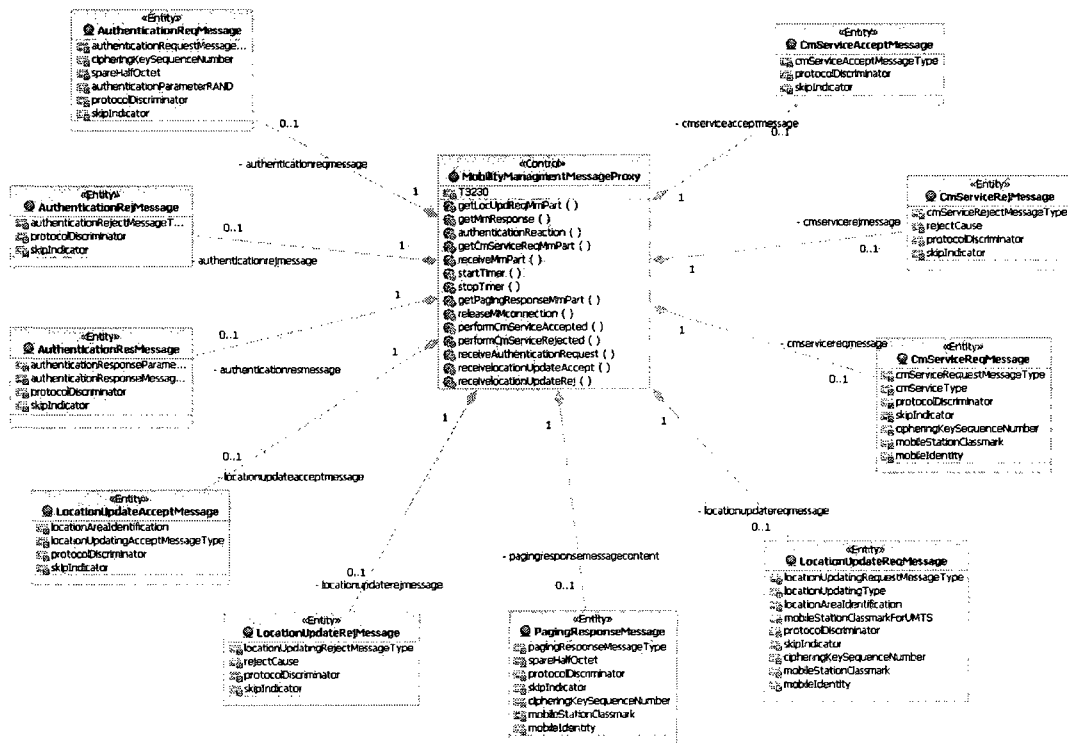 «Entity»
AuthenticationReqMessage
authenticationRequestMessage...
cipheringKeySequenceNumber
spareHalfOctet
authenticationParameterRAND
protocolDiscriminator
skipIndicator
0..1
- authenticationreqmessage
1
«Entity»
CmServiceAcceptMessage
cmServiceAcceptMessageType
protocolDiscriminator
skipIndicator
- cmserviceacceptmessage
0..1
1
«Control»
MobilityManagmentMessageProxy
T3230
getLocUpdReqMmPart ( )
getMmResponse ( )
authenticationReaction ( )
getCmServiceReqMmPart ( )
receiveMmPart ( )
startTimer ( )
stopTimer ( )
getPagingResponseMmPart ( )
releaseMMconnection ( )
performCmServiceAccepted ( )
performCmServiceRejected ( )
receiveAuthenticationRequest ( )
receivelocationUpdateAccept ( )
receivelocationUpdateRej ( )
«Entity»
AuthenticationRejMessage
authenticationRejectMessageT...
protocolDiscriminator
skipIndicator
0..1
1
- authenticationrejmessage
«Entity»
CmServiceRejMessage
cmServiceRejectMessageType
rejectCause
protocolDiscriminator
skipIndicator
- cmservicerejmessage
0..1
1
«Entity»
AuthenticationResMessage
authenticationResponseParame...
authenticationResponseMessag...
protocolDiscriminator
skipIndicator
0..1
1
- authenticationresmessage
«Entity»
CmServiceReqMessage
cmServiceRequestMessageType
cmServiceType
protocolDiscriminator
skipIndicator
cipheringKeySequenceNumber
mobileStationClassmark
mobileIdentity
1
- cmservicereqmessage
0..1
1
0..1
-locationupdateacceptmessage
«Entity»
LocationUpdateAcceptMessage
locationAreaIdentification
locationUpdatingAcceptMessageType
protocolDiscriminator
skipIndicator
1
0..1
- locationupdaterejmessage
«Entity»
LocationUpdateRejMessage
locationUpdatingRejectMessageType
rejectCause
protocolDiscriminator
skipIndicator
1
- pagingresponsemessagecontent
0..1
«Entity»
PagingResponseMessage
pagingResponseMessageType
spareHalfOctet
protocolDiscriminator
skipIndicator
cipheringKeySequenceNumber
mobileStationClassmark
mobileIdentity
1
- locationupdatereqmessage
0..1
«Entity»
LocationUpdateReqMessage
locationUpdatingRequestMessageType
locationUpdatingType
locationAreaIdentification
mobileStationClassmarkForUMTS
protocolDiscriminator
skipIndicator
cipheringKeySequenceNumber
mobileStationClassmark
mobileIdentity